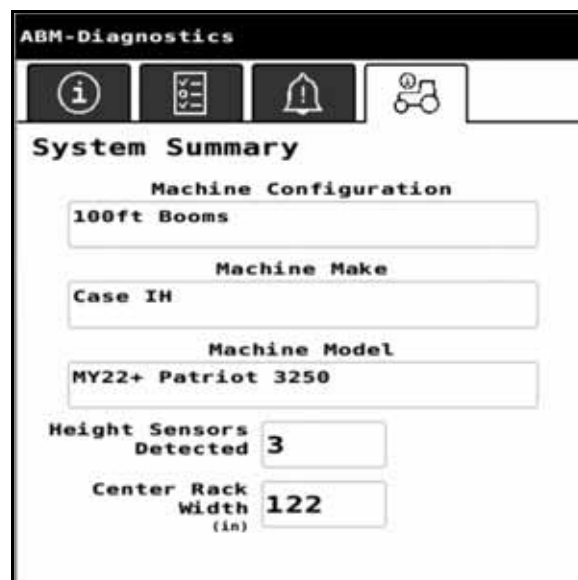 ABM-Diagnostics
System Summary
Machine Configuration
100ft Booms
Machine Make
Case IH
Machine Model
MY22+ Patriot 3250
Height Sensors
Detected
3
Center Rack
Width
(in)
122